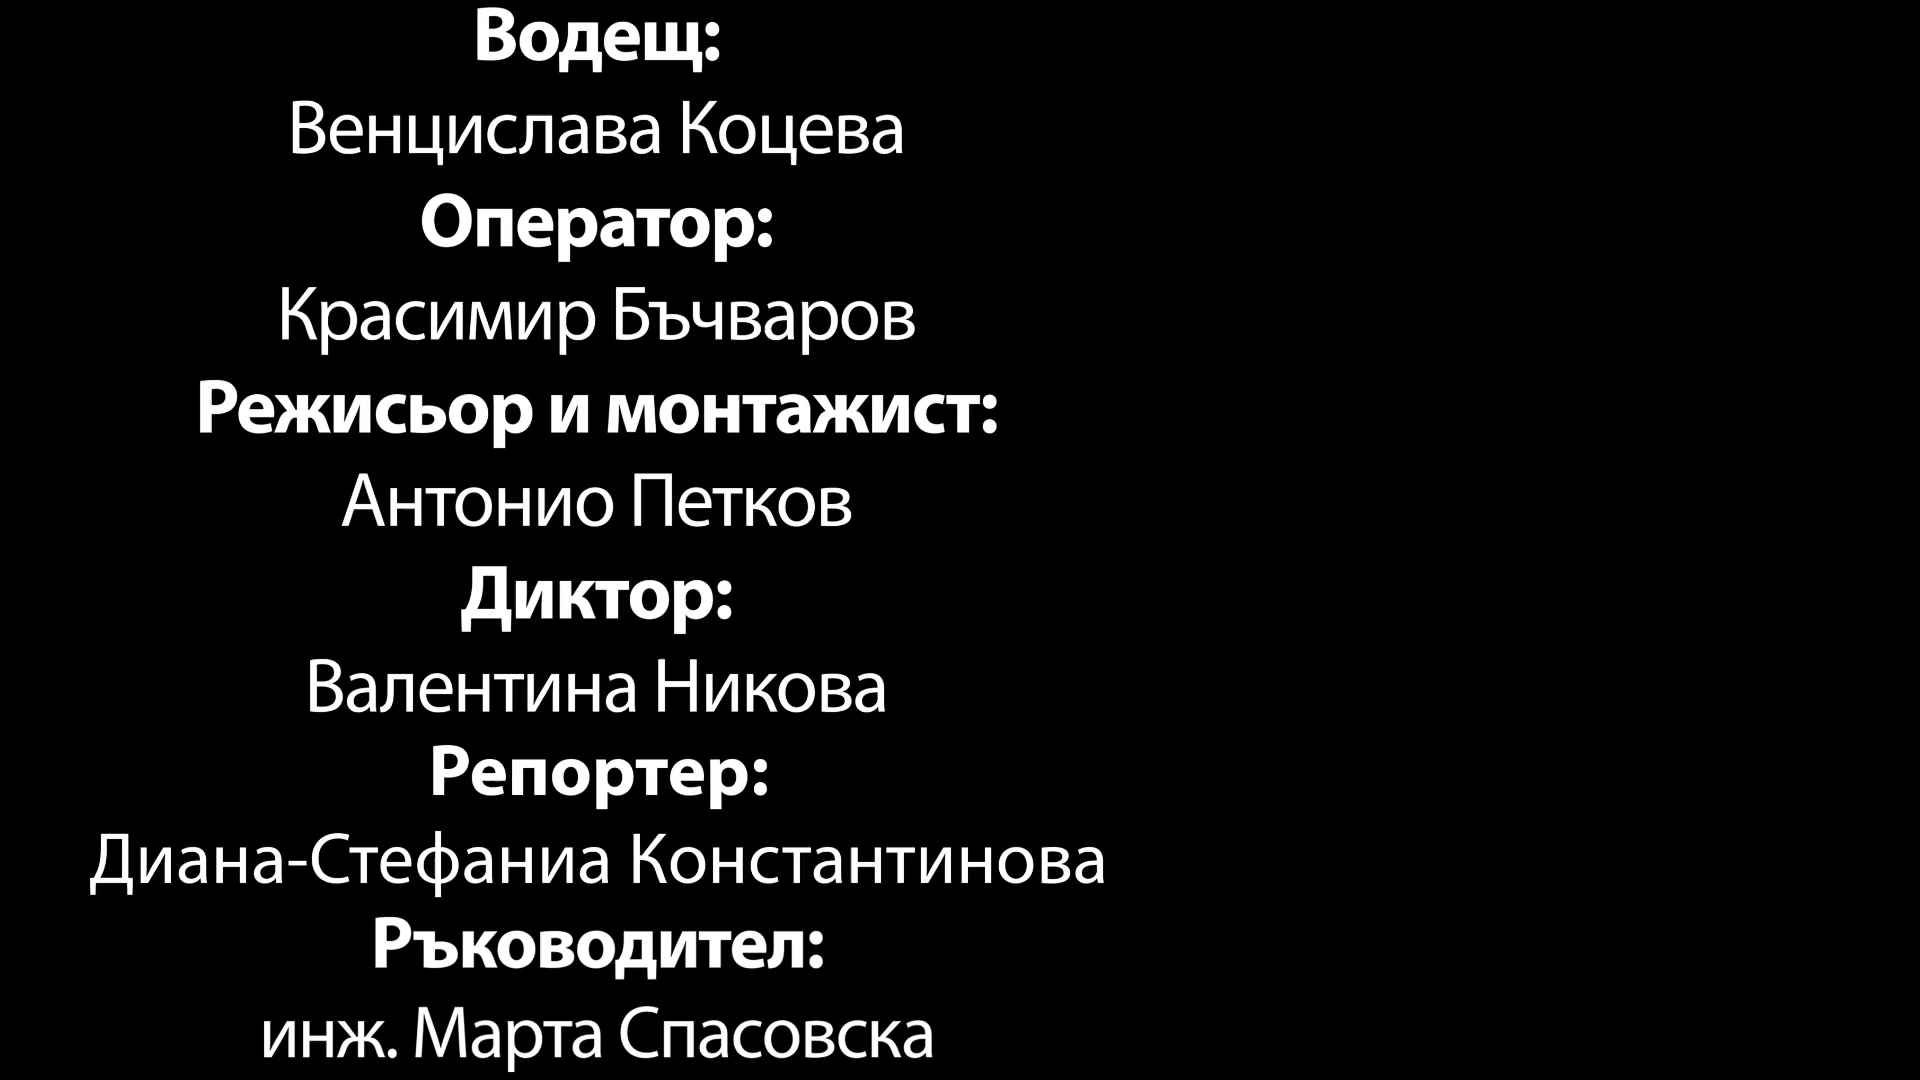 Водещ:
Венцислава Коцева
Оператор:
Красимир Бъчваров
Режисьор и монтажист:
Антонио Петков
Диктор:
Валентина Никова
Репортер:
Диана-Стефаниа Константинова
Ръководител:
инж. Марта Спасовска